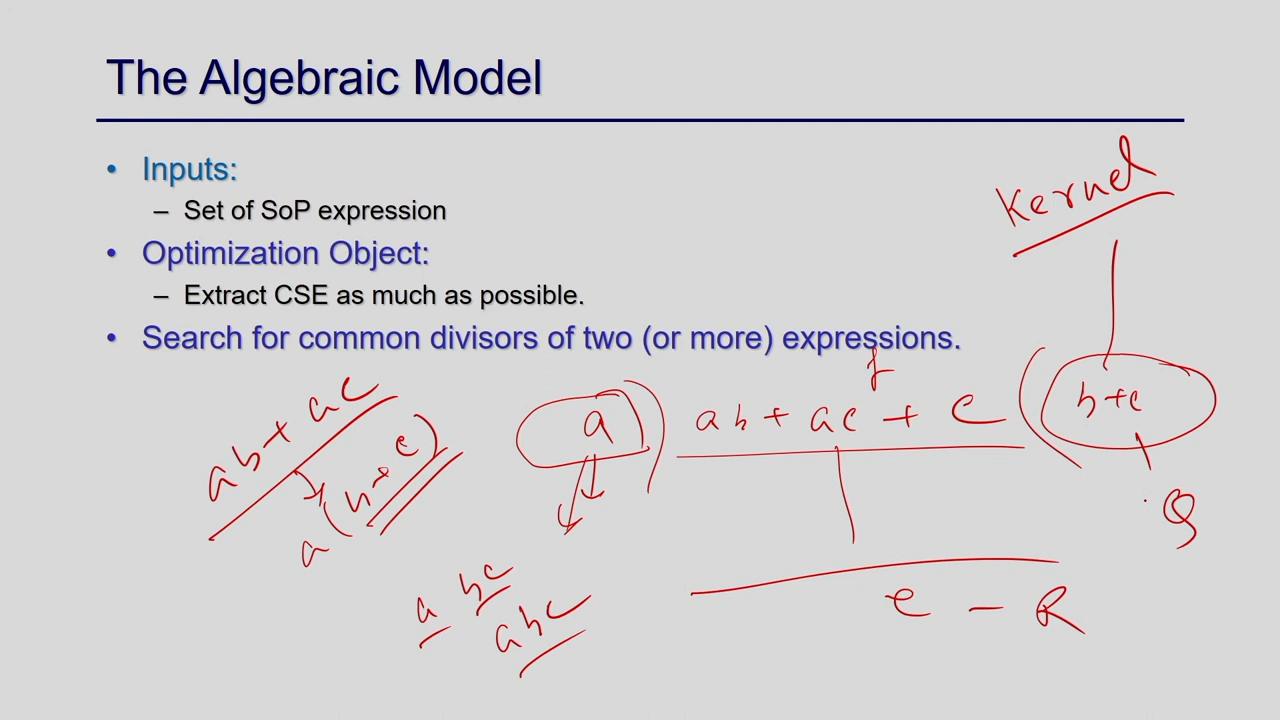 The Algebraic Model
• Inputs:
– Set of SoP expression
• Optimization Object:
– Extract CSE as much as possible.
• Search for common divisors of two (or more) expressions.
Kernel
ab + ac
a(b+c)
f
a) ab + ac + c (b+c
Q
a bc
abc
c – R